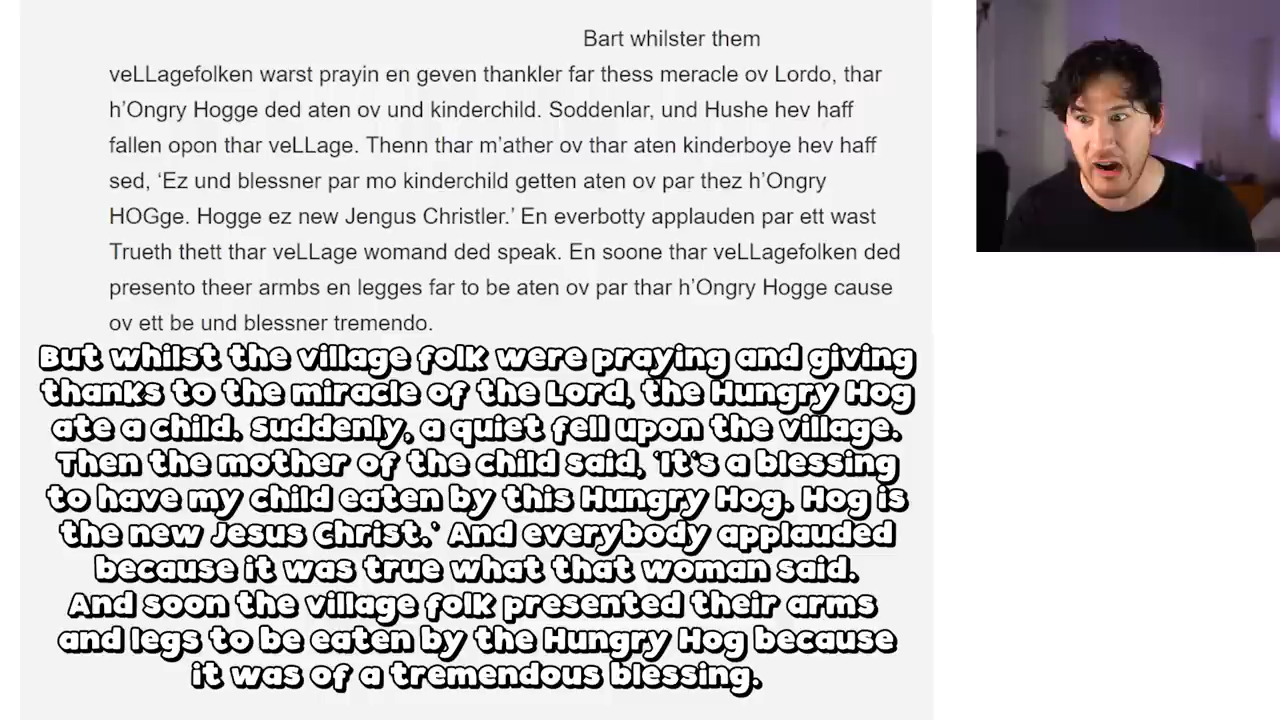 Bart whilster them
veLLagefolken warst prayin en geven thankler far thess meracle ov Lordo, thar
h'Ongry Hogge ded aten ov und kinderchild. Soddenlar, und Hushe hev haff
fallen opon thar veLLage. Thenn thar m'ather ov thar aten kinderboye hev haff
sed, ‘Ez und blessner par mo kinderchild getten aten ov par thez h'Ongry
HOGge. Hogge ez new Jengus Christler.’ En everbotty applauden par ett wast
Trueth thett thar veLLage womand ded speak. En soone thar veLLagefolken ded
presento theer armbs en legges far to be aten ov par thar h’Ongry Hogge cause
ov ett be und blessner tremendo.
But whilst the village folk were praying and giving
thanks to the miracle of the Lord, the Hungry Hog
ate a child. Suddenly, a quiet fell upon the village.
Then the mother of the child said, 'It's a blessing
to have my child eaten by this Hungry Hog. Hog is
the new Jesus Christ.' And everybody applauded
because it was true what that woman said.
And soon the village folk presented their arms
and legs to be eaten by the Hungry Hog because
it was of a tremendous blessing.